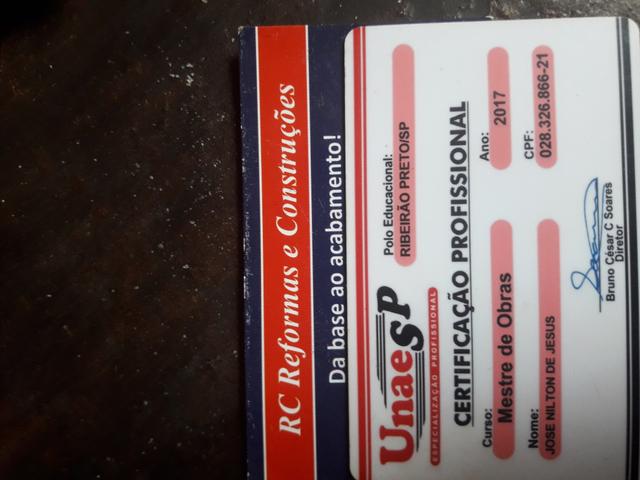 RC Reformas e Construções
Da base ao acabamento!
UnaeSP
ESPECIALIZAÇÃO PROFISSIONAL
Polo Educacional:
RIBEIRÃO PRETO/SP
CERTIFICAÇÃO PROFISSIONAL
Curso:
Mestre de Obras
Ano:
2017
Nome:
JOSE NILTON DE JESUS
CPF:
028.326.866-21
Bruno César C Soares
Diretor